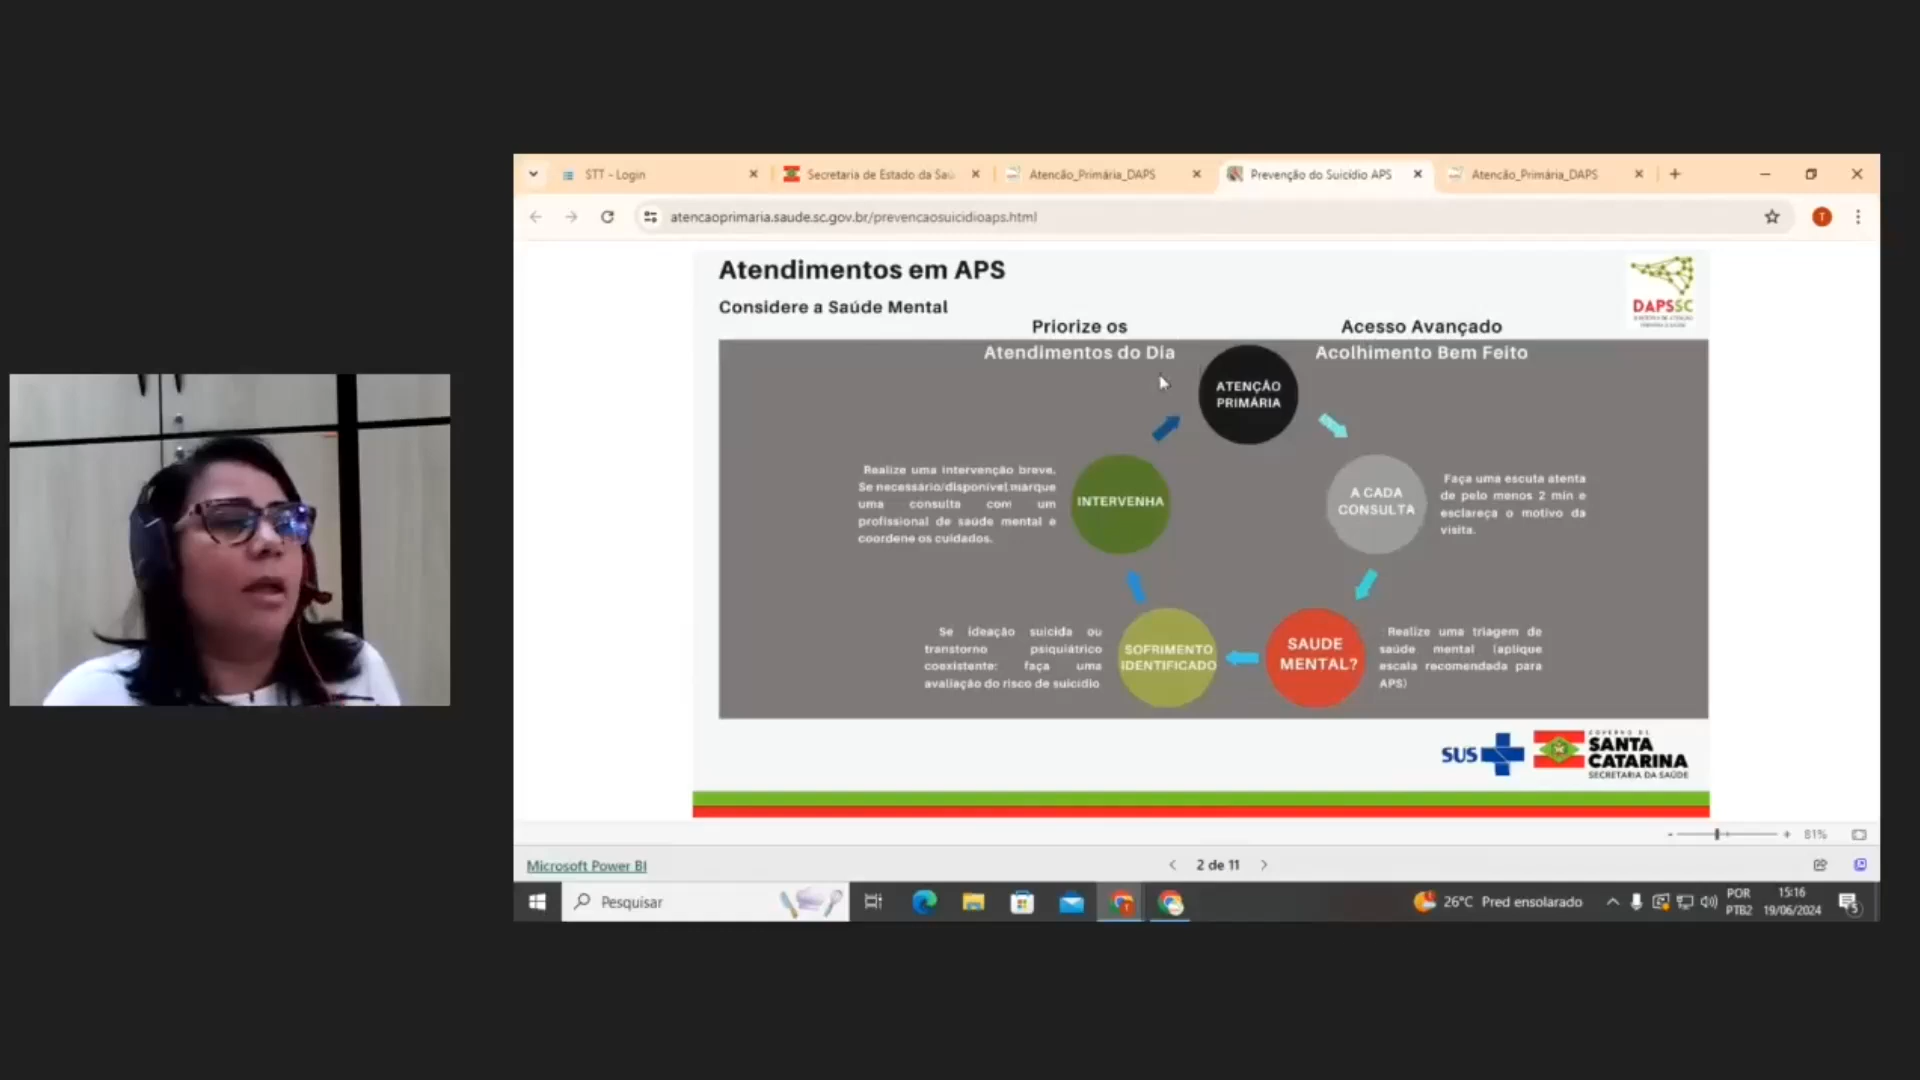 STT - Login
Secretaria de Estado da Saú
Atencão_Primária_DAPS
Prevenção do Suicídio APS
Atencão_Primária_DAPS
atencaoprimaria.saude.sc.gov.br/prevencaosuicidioaps.html
T
Atendimentos em APS
Considere a Saúde Mental
DAPSSC
Priorize os
Atendimentos do Dia
Acesso Avançado
Acolhimento Bem Feito
ATENÇÃO
PRIMÁRIA
A CADA
CONSULTA
Faça uma escuta atenta
de pelo menos 2 min e
esclareça o motivo da
visita.
SAUDE
MENTAL?
Realize uma triagem de
saúde mental (aplique
escala recomendada para
APS)
SOFRIMENTO
IDENTIFICADO
Se ideação suicida ou
transtorno psiquiátrico
coexistente: faça uma
avaliação do risco de suicídio
INTERVENHA
Realize uma intervenção breve.
Se necessário/disponível marque
uma consulta com um
profissional de saúde mental e
coordene os cuidados.
SUS
GOVERNO DE
SANTA
CATARINA
SECRETARIA DA SAÚDE
- + 81%
Microsoft Power BI
2 de 11
Pesquisar
26°C Pred ensolarado
POR
PTB2
15:16
19/06/2024
5